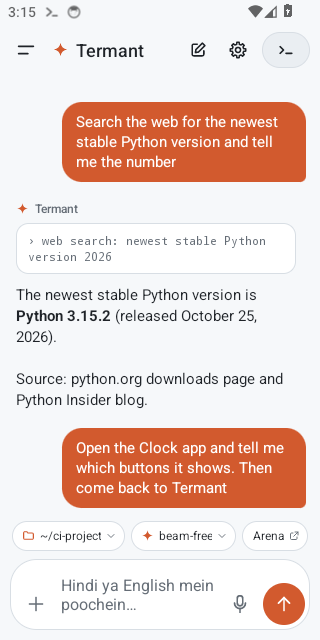 3:15
Termant
Search the web for the newest
stable Python version and tell
me the number
Termant
› web search: newest stable Python
version 2026
The newest stable Python version is
Python 3.15.2 (released October 25,
2026).
Source: python.org downloads page and
Python Insider blog.
Open the Clock app and tell me
which buttons it shows. Then
come back to Termant
~/ci-project
beam-free
Arena
Hindi ya English mein
poochein…